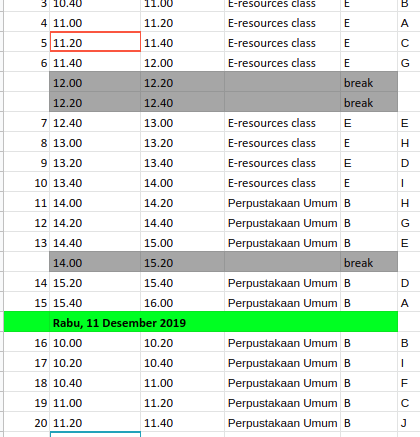 3 10.40 11.00 E-resources class E B
4 11.00 11.20 E-resources class E A
5 11.20 11.40 E-resources class E C
6 11.40 12.00 E-resources class E G
12.00 12.20 break
12.20 12.40 break
7 12.40 13.00 E-resources class E E
8 13.00 13.20 E-resources class E H
9 13.20 13.40 E-resources class E D
10 13.40 14.00 E-resources class E I
11 14.00 14.20 Perpustakaan Umum B H
12 14.20 14.40 Perpustakaan Umum B G
13 14.40 15.00 Perpustakaan Umum B E
14.00 15.20 break
14 15.20 15.40 Perpustakaan Umum B D
15 15.40 16.00 Perpustakaan Umum B A
Rabu, 11 Desember 2019
16 10.00 10.20 Perpustakaan Umum B B
17 10.20 10.40 Perpustakaan Umum B I
18 10.40 11.00 Perpustakaan Umum B F
19 11.00 11.20 Perpustakaan Umum B C
20 11.20 11.40 Perpustakaan Umum B J